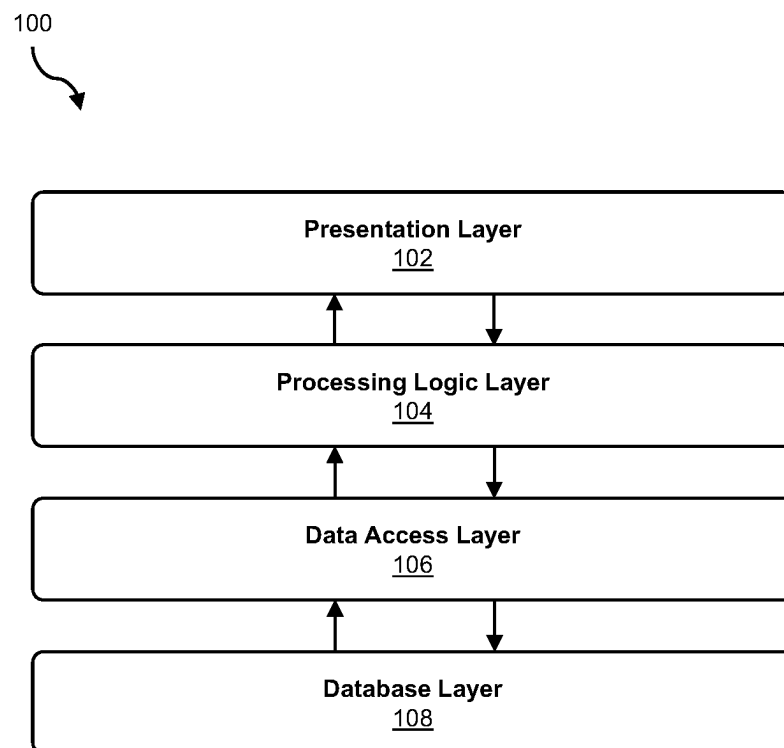 100
Presentation Layer
102
Processing Logic Layer
104
Data Access Layer
106
Database Layer
108